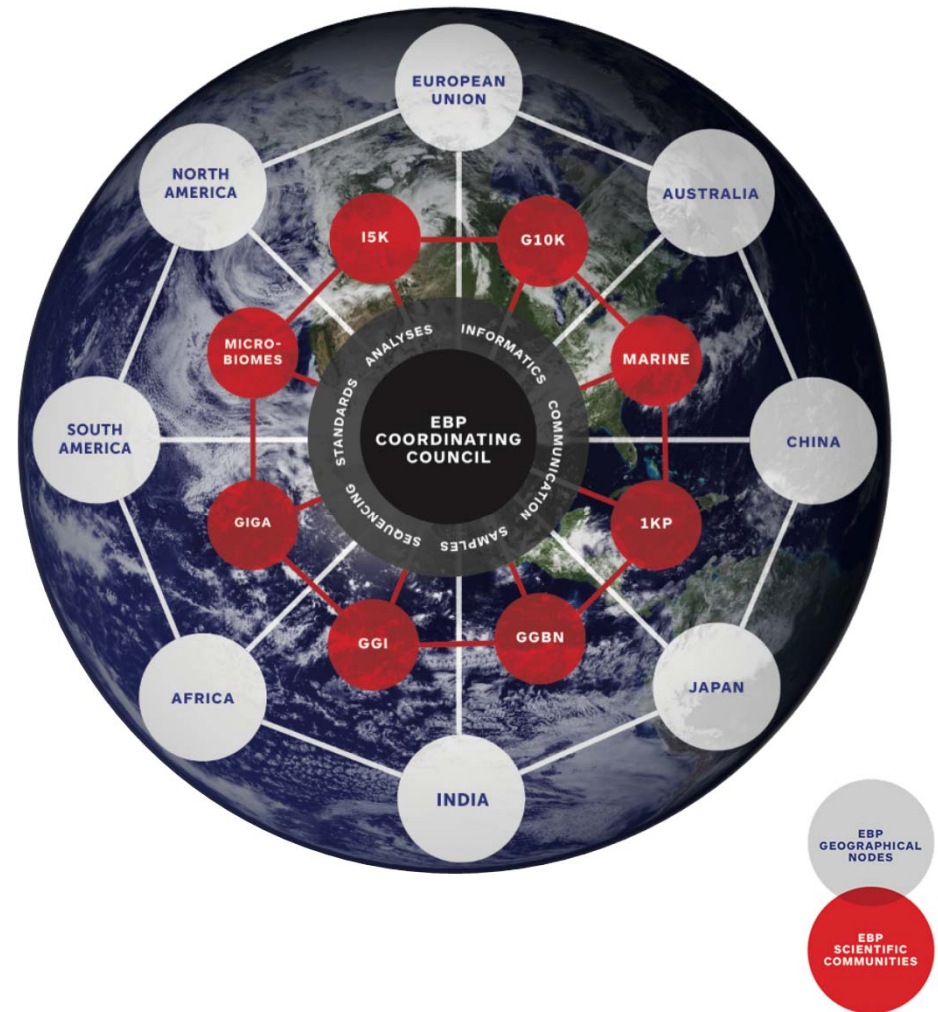 EUROPEAN
UNION
NORTH
AMERICA
AUSTRALIA
I5K
G10K
MICRO-
BIOMES
MARINE
ANALYSES
INFORMATICS
STANDARDS
COMMUNICATION
EBP
COORDINATING
COUNCIL
SOUTH
AMERICA
CHINA
SEQUENCING
SAMPLES
GIGA
1KP
GGI
GGBN
AFRICA
JAPAN
INDIA
EBP
GEOGRAPHICAL
NODES
EBP
SCIENTIFIC
COMMUNITIES